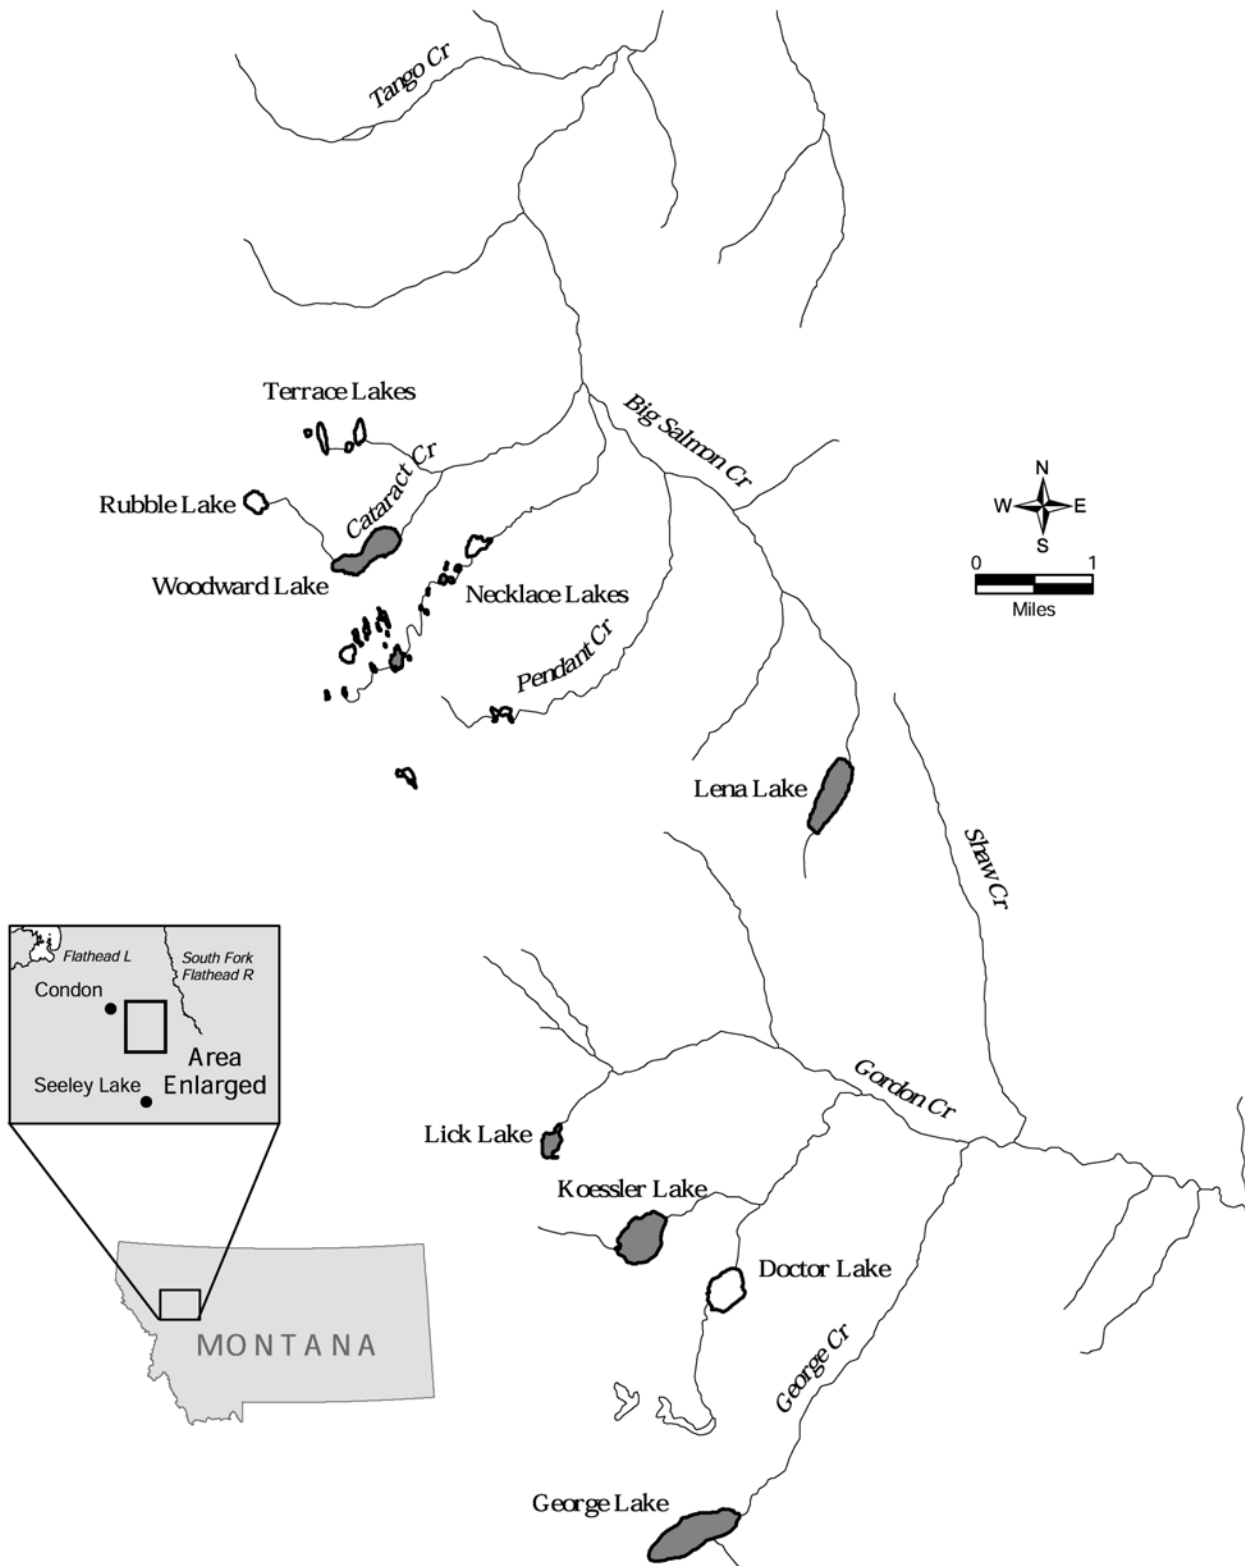 Tango Cr
Terrace Lakes
Big Salmon Cr
Rubble Lake
Cataract Cr
N
W
E
S
0
1
Miles
Woodward Lake
Necklace Lakes
Pendant Cr
Lena Lake
Shaw Cr
Flathead L
South Fork
Flathead R
Condon
Area
Enlarged
Seeley Lake
Gordon Cr
Lick Lake
Koessler Lake
Doctor Lake
MONTANA
George Cr
George Lake